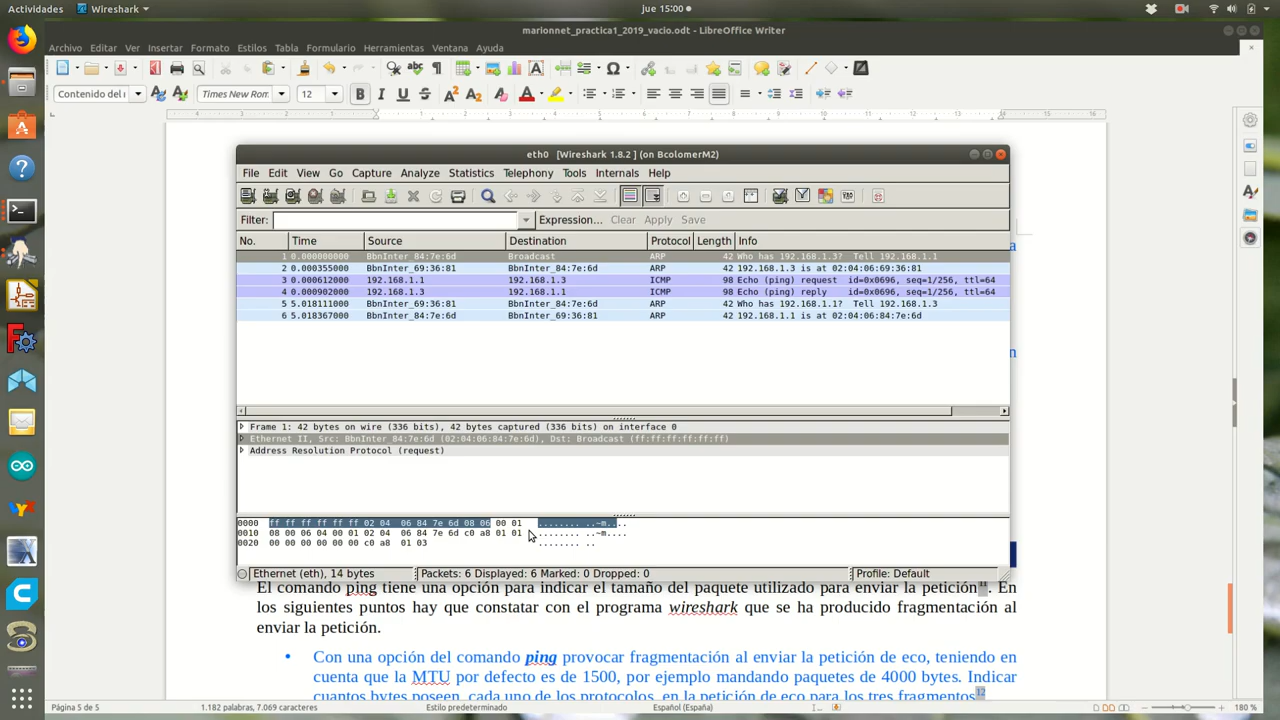 Actividades Wireshark Jue 15:00
marionnet_practica1_2019_vacio.odt - LibreOffice Writer
Archivo Editar Ver Insertar Formato Estilos Tabla Formulario Herramientas Ventana Ayuda
Contenido del Times New Rom 12
eth0 [Wireshark 1.8.2 ] (on BcolomerM2)
File Edit View Go Capture Analyze Statistics Telephony Tools Internals Help
Filter: Expression... Clear Apply Save
No. Time Source Destination Protocol Length Info
1 0.000000000 BbnInter_84:7e:6d Broadcast ARP 42 Who has 192.168.1.3? Tell 192.168.1.1
2 0.000355000 BbnInter_69:36:81 BbnInter_84:7e:6d ARP 42 192.168.1.3 is at 02:04:06:69:36:81
3 0.000612000 192.168.1.1 192.168.1.3 ICMP 98 Echo (ping) request id=0x0696, seq=1/256, ttl=64
4 0.000902000 192.168.1.3 192.168.1.1 ICMP 98 Echo (ping) reply id=0x0696, seq=1/256, ttl=64
5 5.018111000 BbnInter_69:36:81 BbnInter_84:7e:6d ARP 42 Who has 192.168.1.1? Tell 192.168.1.3
6 5.018367000 BbnInter_84:7e:6d BbnInter_69:36:81 ARP 42 192.168.1.1 is at 02:04:06:84:7e:6d
Frame 1: 42 bytes on wire (336 bits), 42 bytes captured (336 bits) on interface 0
Ethernet II, Src: BbnInter_84:7e:6d (02:04:06:84:7e:6d), Dst: Broadcast (ff:ff:ff:ff:ff:ff)
Address Resolution Protocol (request)
0000 ff ff ff ff ff ff 02 04 06 84 7e 6d 08 06 00 01 ........ ..~m....
0010 08 00 06 04 00 01 02 04 06 84 7e 6d c0 a8 01 01 ........ ..~m....
0020 00 00 00 00 00 00 c0 a8 01 03 ........ ..
Ethernet (eth), 14 bytes Packets: 6 Displayed: 6 Marked: 0 Dropped: 0 Profile: Default
El comando ping tiene una opción para indicar el tamaño del paquete utilizado para enviar la petición11. En
los siguientes puntos hay que constatar con el programa wireshark que se ha producido fragmentación al
enviar la petición.
• Con una opción del comando ping provocar fragmentación al enviar la petición de eco, teniendo en
cuenta que la MTU por defecto es de 1500, por ejemplo mandando paquetes de 4000 bytes. Indicar
cuantos bytes poseen, cada uno de los protocolos, en la petición de eco para los tres fragmentos12
Página 5 de 5 1.182 palabras, 7.069 caracteres Estilo predeterminado Español (España) 180 %